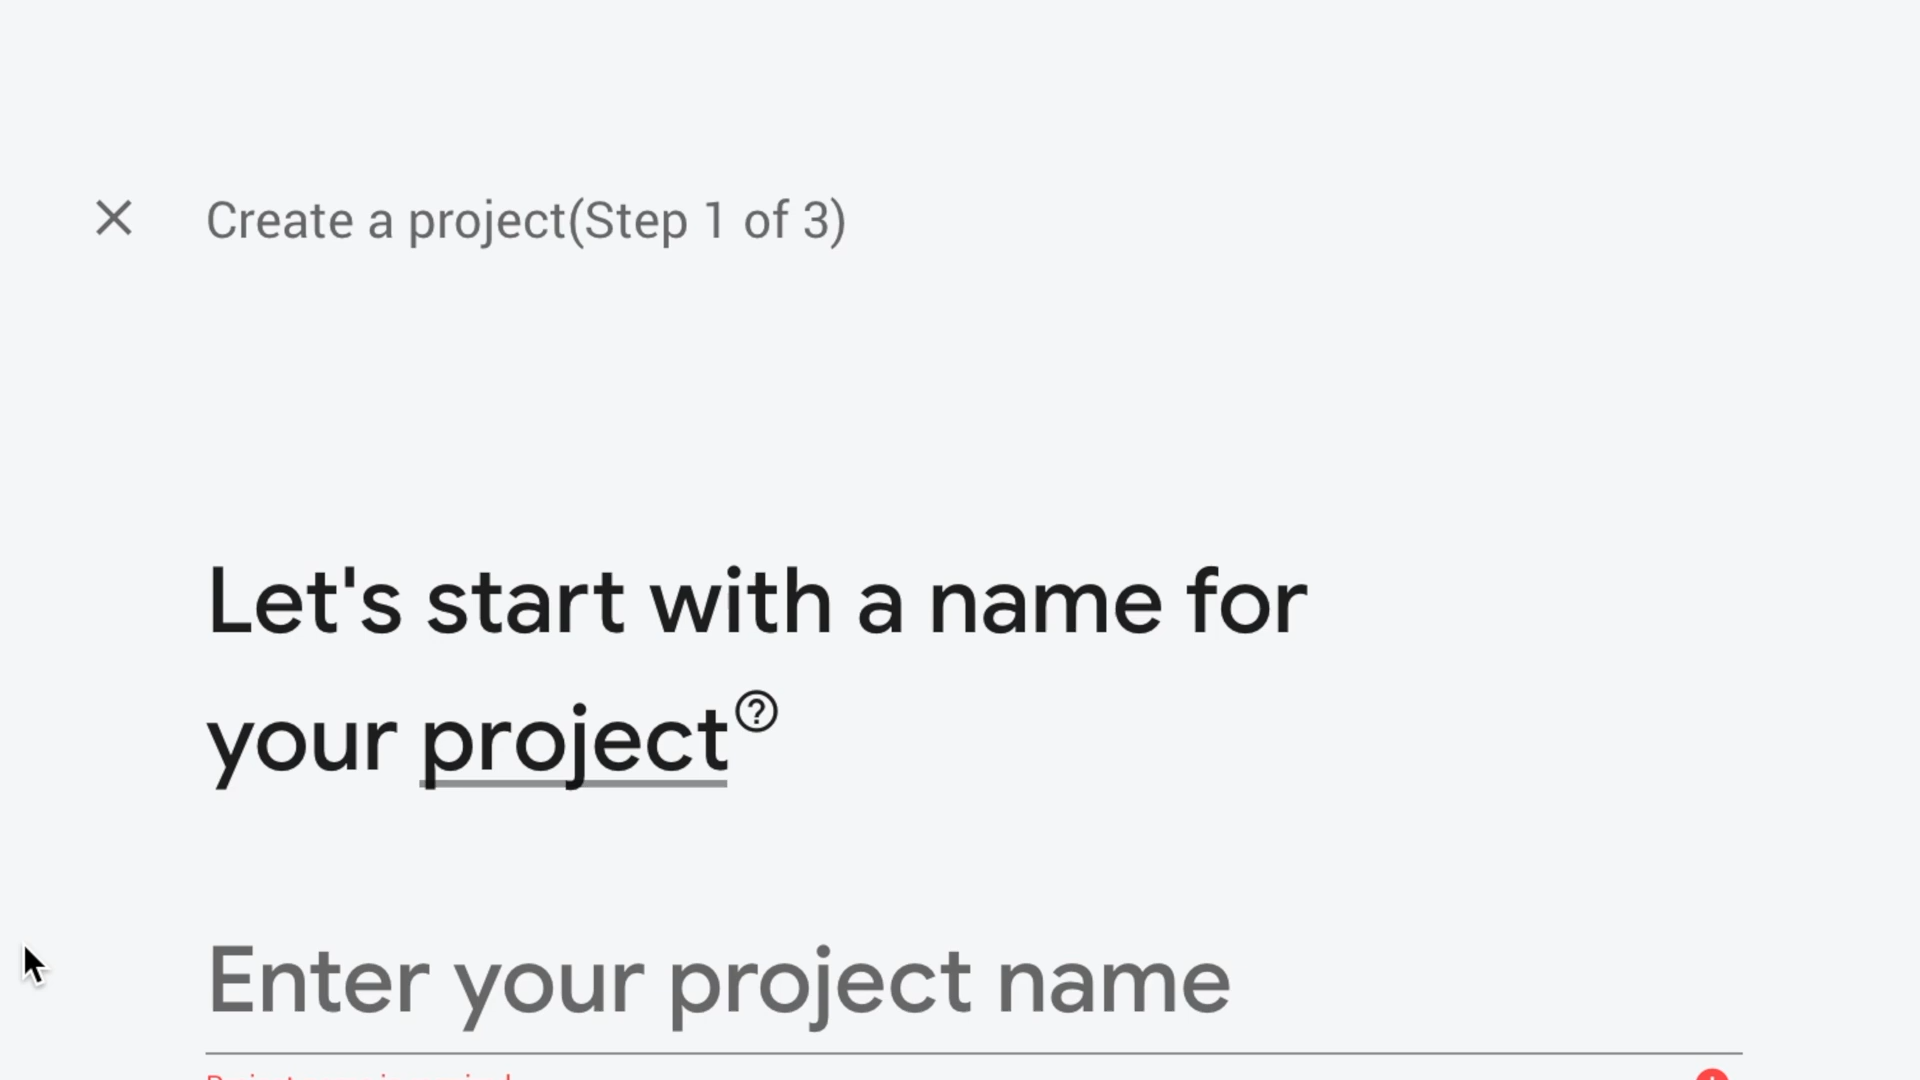 Create a project(Step 1 of 3)
Let's start with a name for
your project
Enter your project name